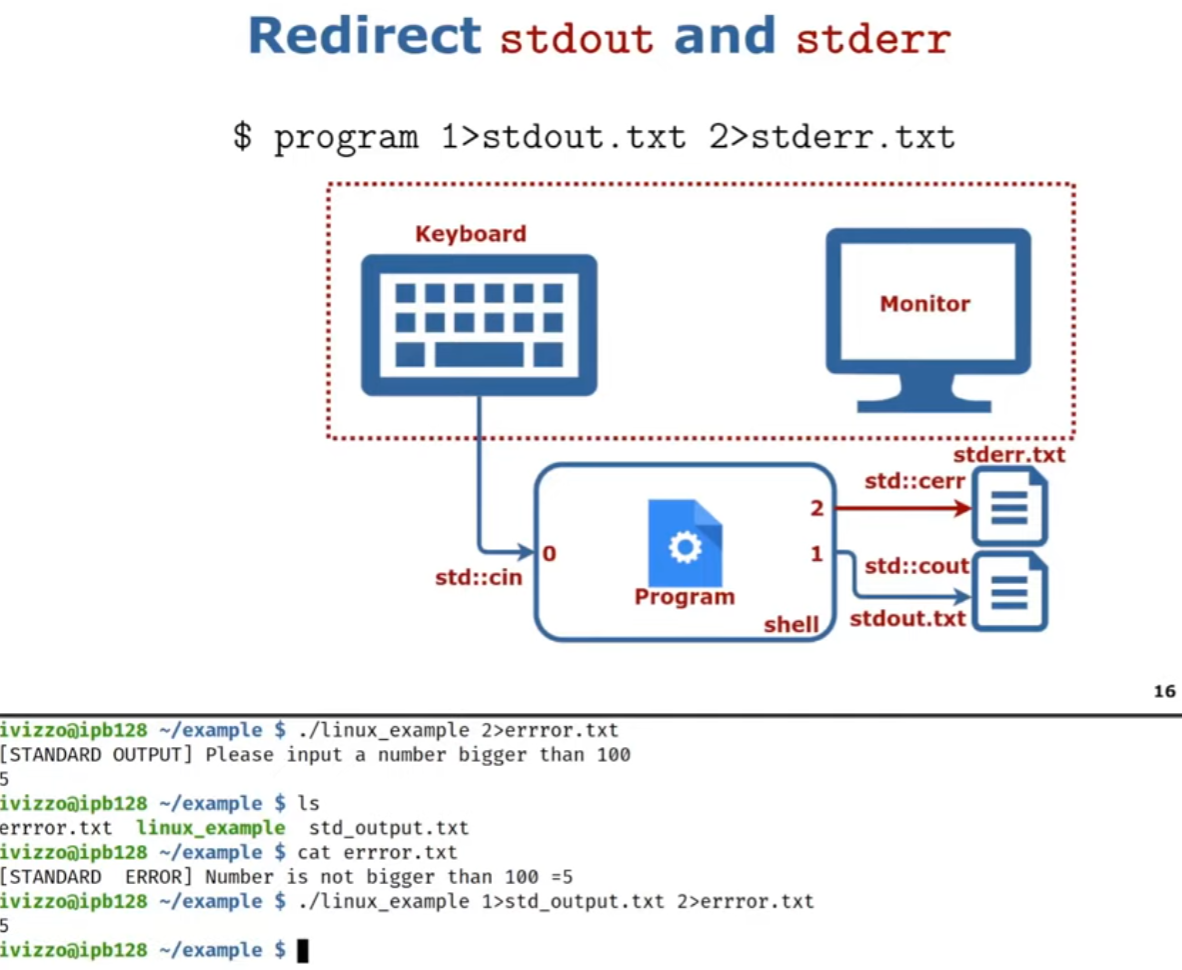 Redirect stdout and stderr
$ program 1>stdout.txt 2>stderr.txt
Keyboard
Monitor
stderr.txt
std::cerr
2
0
1
std::cin
std::cout
Program
shell
stdout.txt
16
ivizzo@ipb128 ~/example $ ./linux_example 2>errror.txt
[STANDARD OUTPUT] Please input a number bigger than 100
5
ivizzo@ipb128 ~/example $ ls
errror.txt  linux_example  std_output.txt
ivizzo@ipb128 ~/example $ cat errror.txt
[STANDARD  ERROR] Number is not bigger than 100 =5
ivizzo@ipb128 ~/example $ ./linux_example 1>std_output.txt 2>errror.txt
5
ivizzo@ipb128 ~/example $